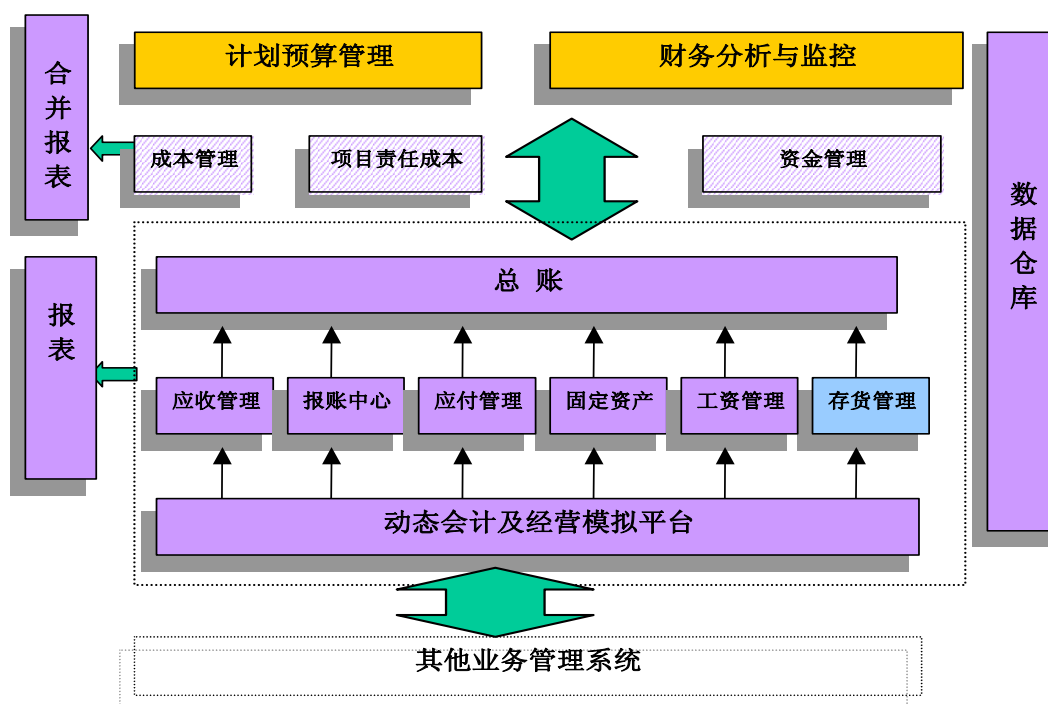 合并报表
计划预算管理
财务分析与监控
成本管理
项目责任成本
资金管理
数据仓库
总 账
报表
应收管理
报账中心
应付管理
固定资产
工资管理
存货管理
动态会计及经营模拟平台
其他业务管理系统